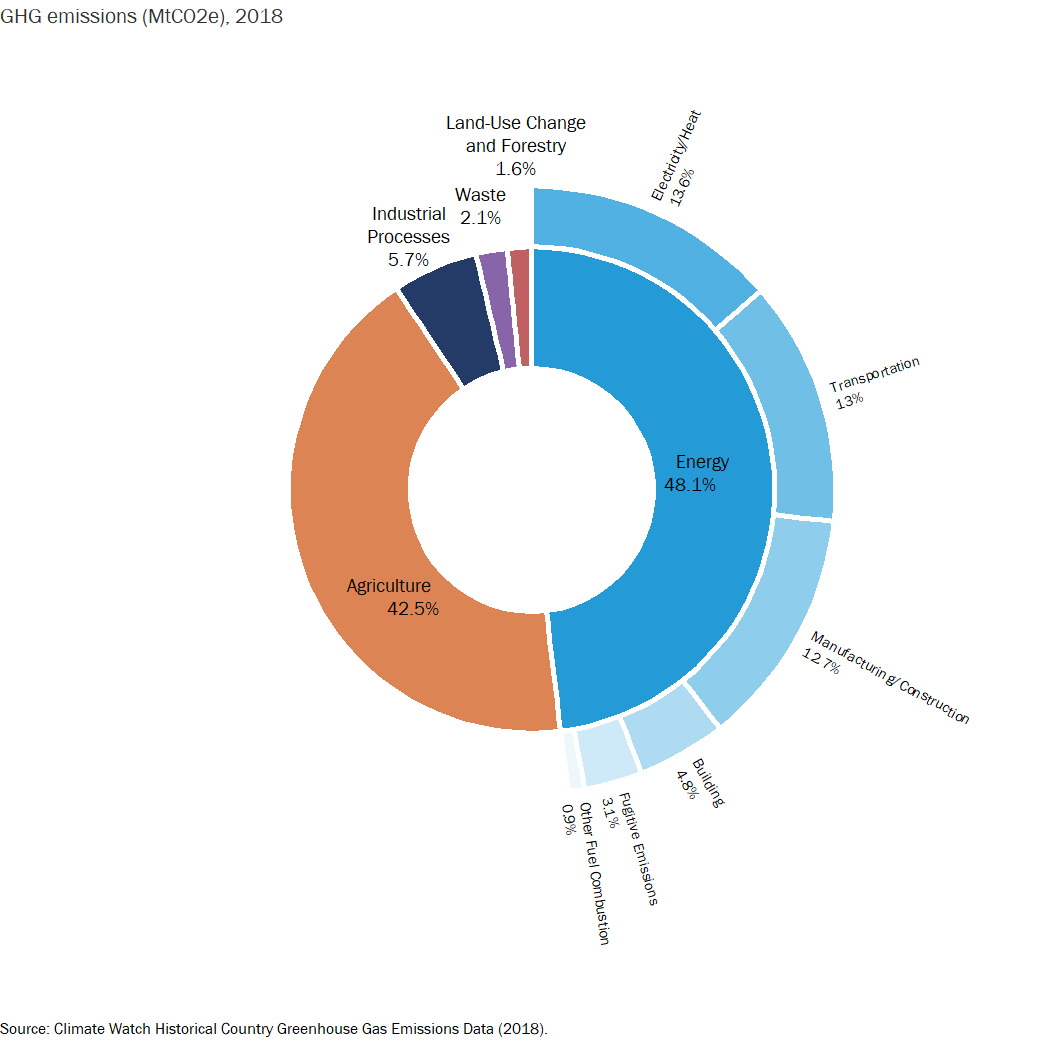 GHG emissions (MtCO2e), 2018
Land-Use Change
and Forestry
1.6%
Waste
2.1%
Industrial
Processes
5.7%
Electricity/Heat
13.6%
Transportation
13%
Energy
48.1%
Agriculture
42.5%
Manufacturing/Construction
12.7%
Building
4.8%
Fugitive Emissions
3.1%
Other Fuel Combustion
0.9%
Source: Climate Watch Historical Country Greenhouse Gas Emissions Data (2018).